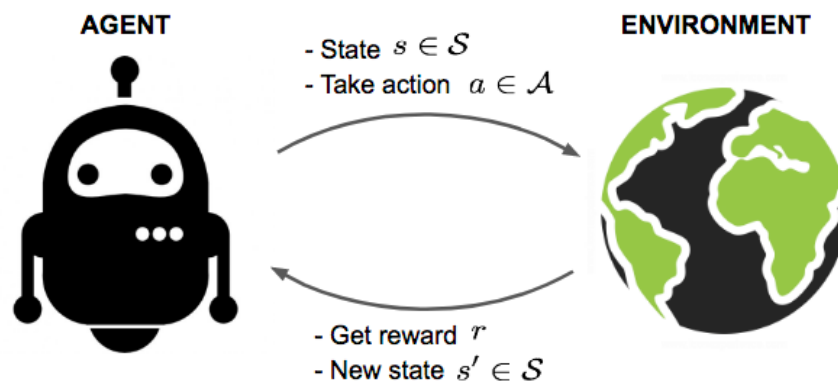 AGENT
ENVIRONMENT
- State s ∈ 𝒮
- Take action a ∈ 𝒜
- Get reward r
- New state s′ ∈ 𝒮